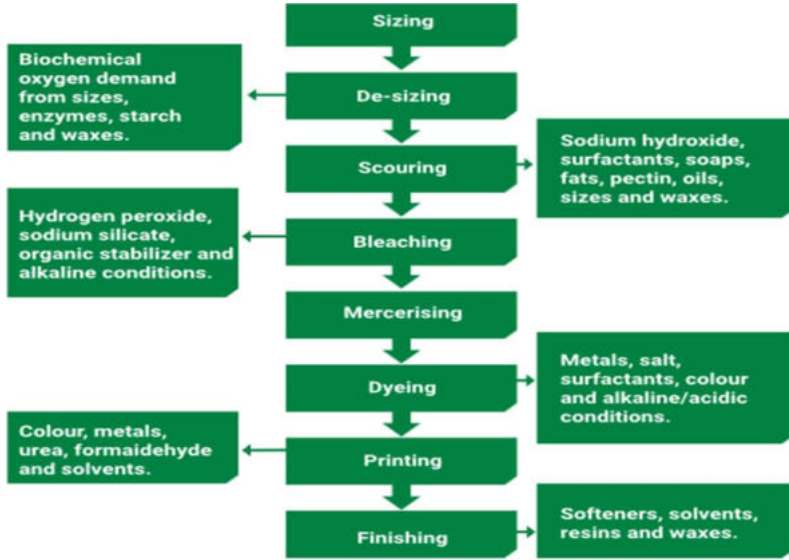 Sizing
Biochemical
oxygen demand
from sizes,
enzymes, starch
and waxes.
De-sizing
Scouring
Sodium hydroxide,
surfactants, soaps,
fats, pectin, oils,
sizes and waxes.
Hydrogen peroxide,
sodium silicate,
organic stabilizer and
alkaline conditions.
Bleaching
Mercerising
Dyeing
Metals, salt,
surfactants, colour
and alkaline/acidic
conditions.
Colour, metals,
urea, formaidehyde
and solvents.
Printing
Finishing
Softeners, solvents,
resins and waxes.